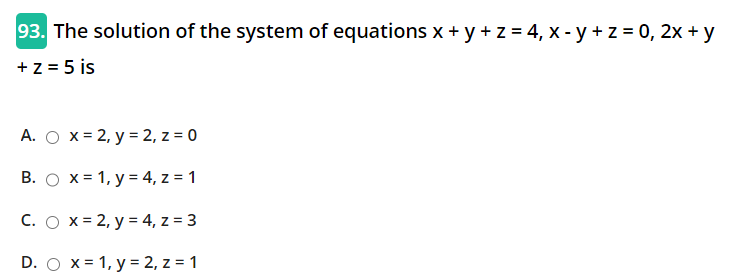 93. The solution of the system of equations x + y + z = 4, x - y + z = 0, 2x + y
+ z = 5 is
A. x = 2, y = 2, z = 0
B. x = 1, y = 4, z = 1
C. x = 2, y = 4, z = 3
D. x = 1, y = 2, z = 1